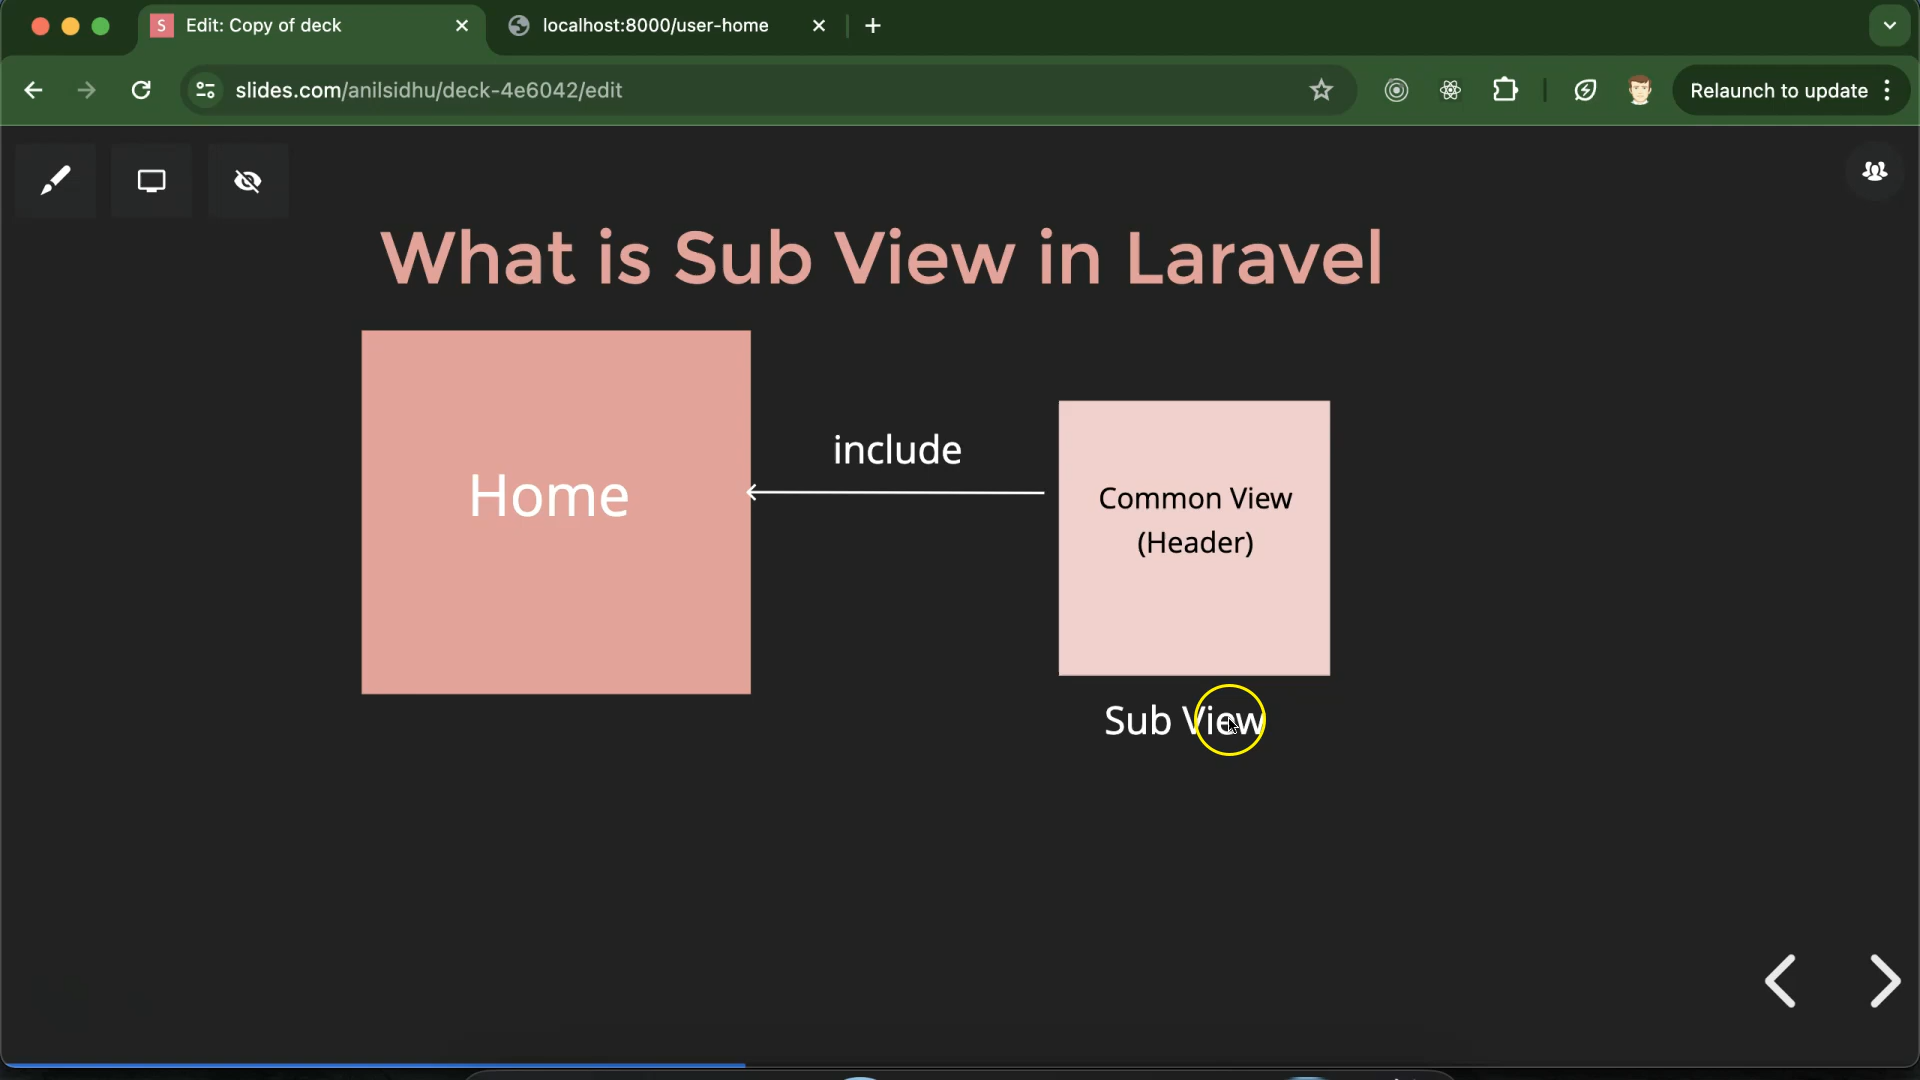 S Edit: Copy of deck
localhost:8000/user-home
slides.com/anilsidhu/deck-4e6042/edit
Relaunch to update
What is Sub View in Laravel
Home
include
Common View
(Header)
Sub View